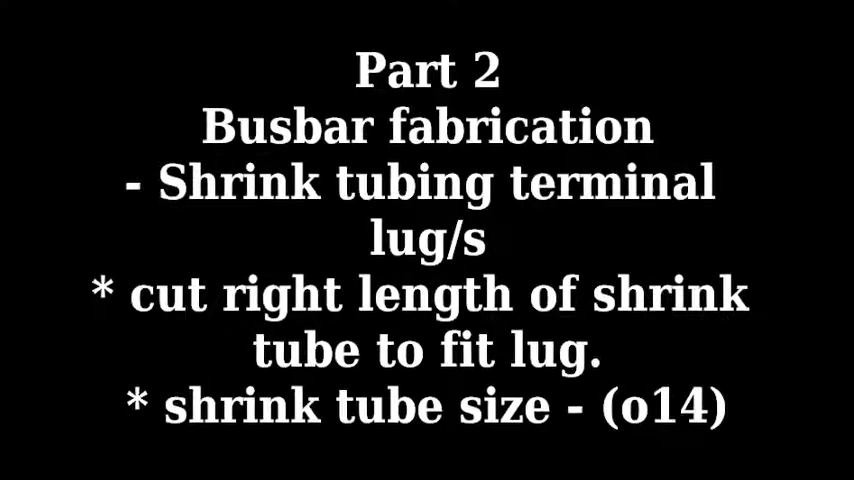 Part 2
Busbar fabrication
- Shrink tubing terminal
lug/s
* cut right length of shrink
tube to fit lug.
* shrink tube size - (o14)